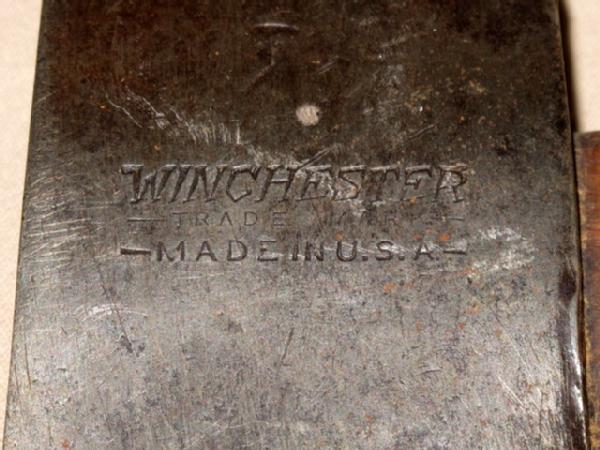 WINCHESTER
— TRADE MARK —
— MADE IN U.S.A. —